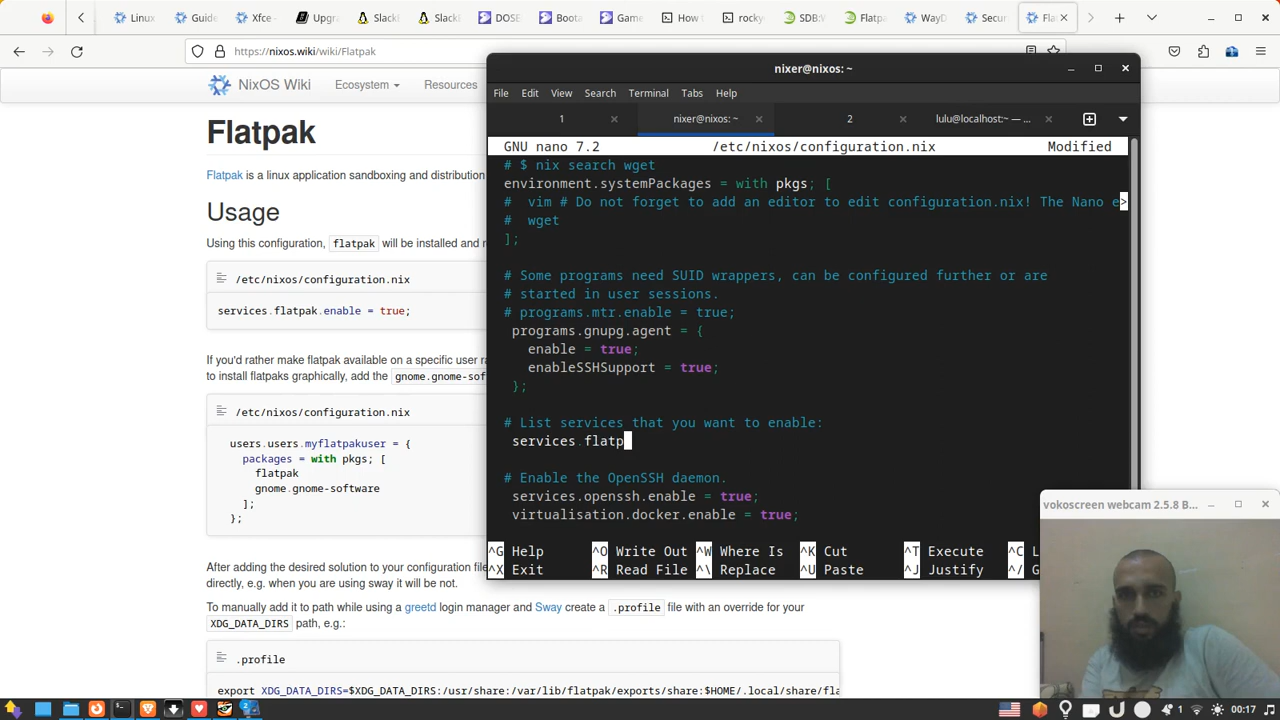 Linux
Guide
Xfce
Upgra
Slack
Slack
DOSE
Boota
Game
How t
rocky
SDB:
Flatpa
WayD
Secur
Fla
https://nixos.wiki/wiki/Flatpak
NixOS Wiki
Ecosystem
Resources
Flatpak
Flatpak is a linux application sandboxing and distribution
Usage
Using this configuration, flatpak will be installed and r
/etc/nixos/configuration.nix
services.flatpak.enable = true;
If you'd rather make flatpak available on a specific user ra
to install flatpaks graphically, add the gnome.gnome-sof
/etc/nixos/configuration.nix
users.users.myflatpakuser = {
packages = with pkgs; [
flatpak
gnome.gnome-software
];
};
After adding the desired solution to your configuration file
directly, e.g. when you are using sway it will be not.
To manually add it to path while using a greetd login manager and Sway create a .profile file with an override for your
XDG_DATA_DIRS path, e.g.:
.profile
export XDG_DATA_DIRS=$XDG_DATA_DIRS:/usr/share:/var/lib/flatpak/exports/share:$HOME/.local/share/fla
nixer@nixos: ~
File Edit View Search Terminal Tabs Help
1
nixer@nixos: ~
2
lulu@localhost:~ — ...
GNU nano 7.2 /etc/nixos/configuration.nix Modified
# $ nix search wget
environment.systemPackages = with pkgs; [
# vim # Do not forget to add an editor to edit configuration.nix! The Nano e>
# wget
];
# Some programs need SUID wrappers, can be configured further or are
# started in user sessions.
# programs.mtr.enable = true;
programs.gnupg.agent = {
enable = true;
enableSSHSupport = true;
};
# List services that you want to enable:
services.flatp
# Enable the OpenSSH daemon.
services.openssh.enable = true;
virtualisation.docker.enable = true;
^G Help ^O Write Out ^W Where Is ^K Cut ^T Execute ^C L
^X Exit ^R Read File ^\ Replace ^U Paste ^J Justify ^/ G
vokoscreen webcam 2.5.8 B...
1
00:17